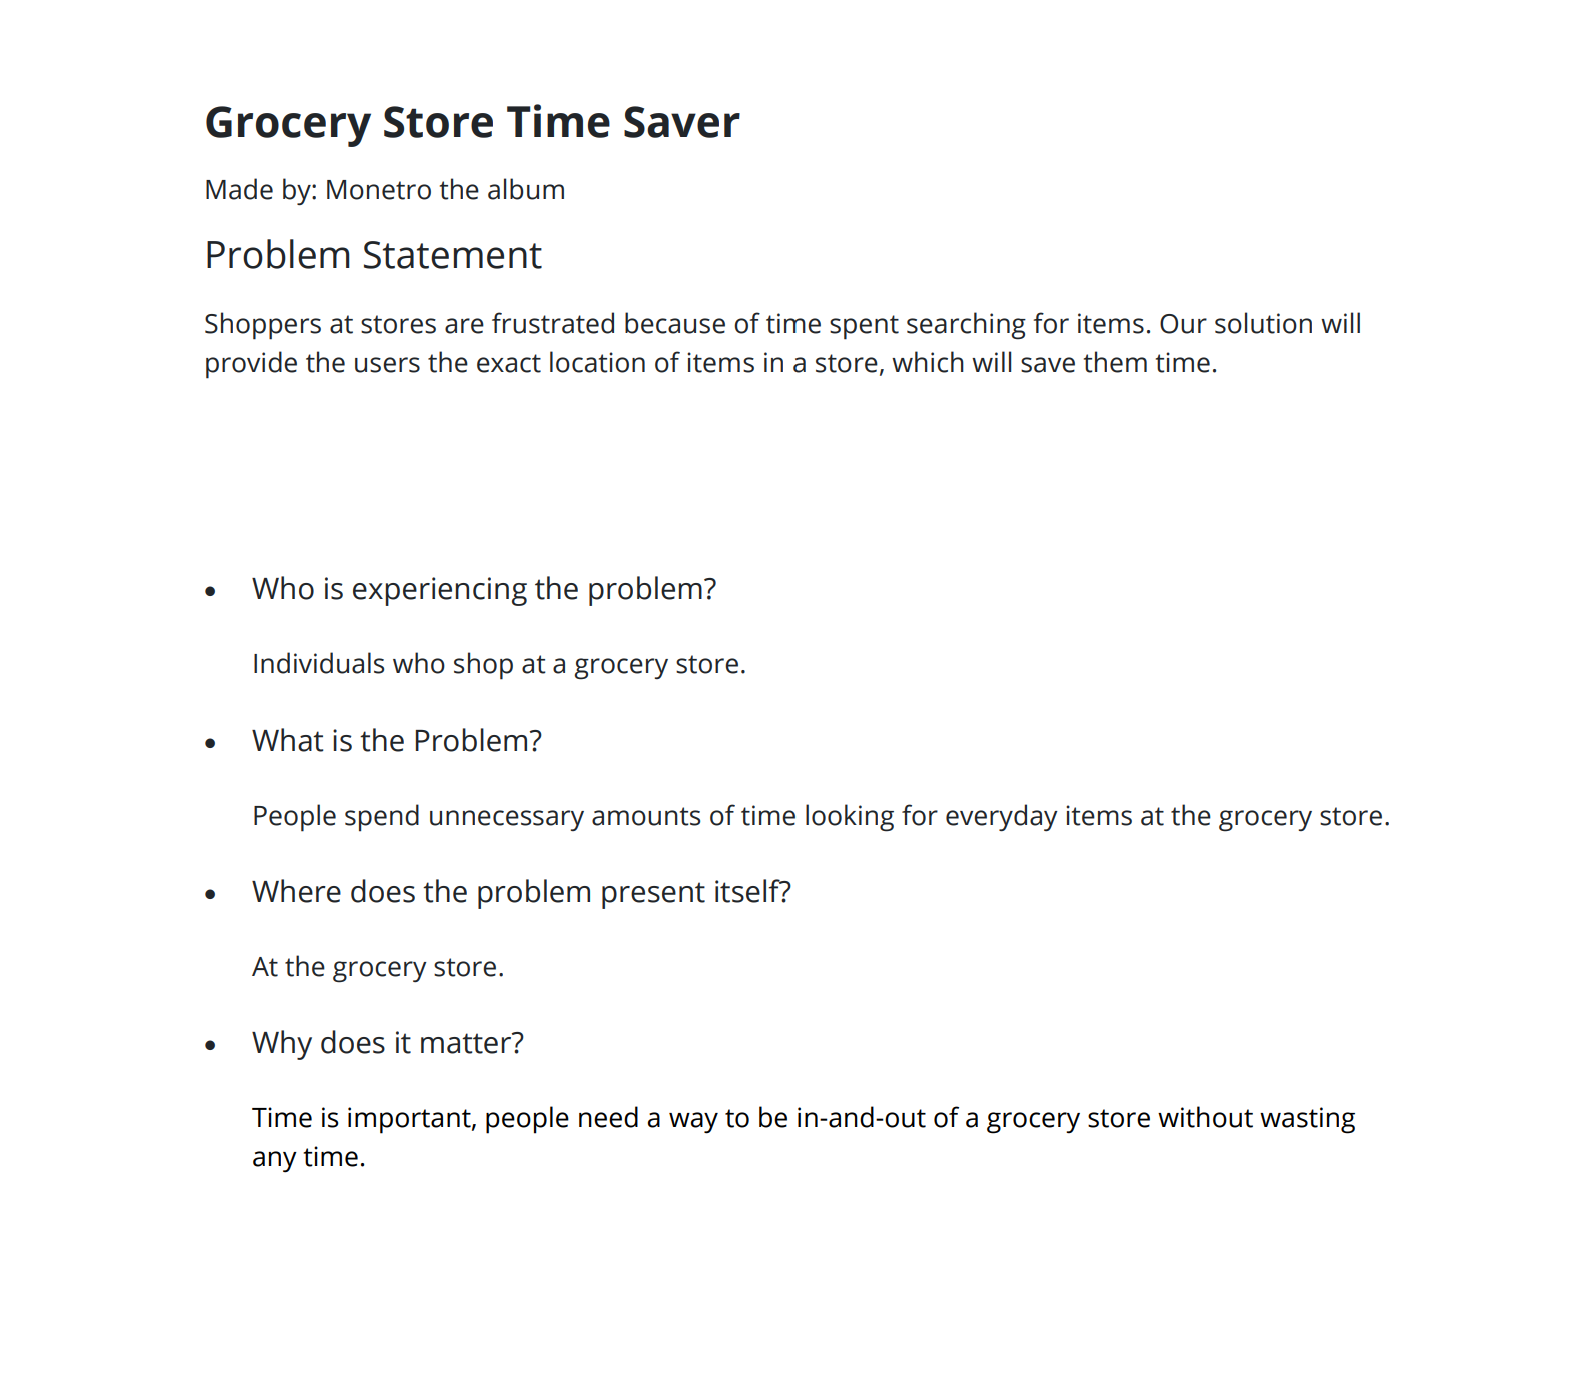 Grocery Store Time Saver
Made by: Monetro the album
Problem Statement
Shoppers at stores are frustrated because of time spent searching for items. Our solution will
provide the users the exact location of items in a store, which will save them time.
• Who is experiencing the problem?
Individuals who shop at a grocery store.
• What is the Problem?
People spend unnecessary amounts of time looking for everyday items at the grocery store.
• Where does the problem present itself?
At the grocery store.
• Why does it matter?
Time is important, people need a way to be in-and-out of a grocery store without wasting
any time.